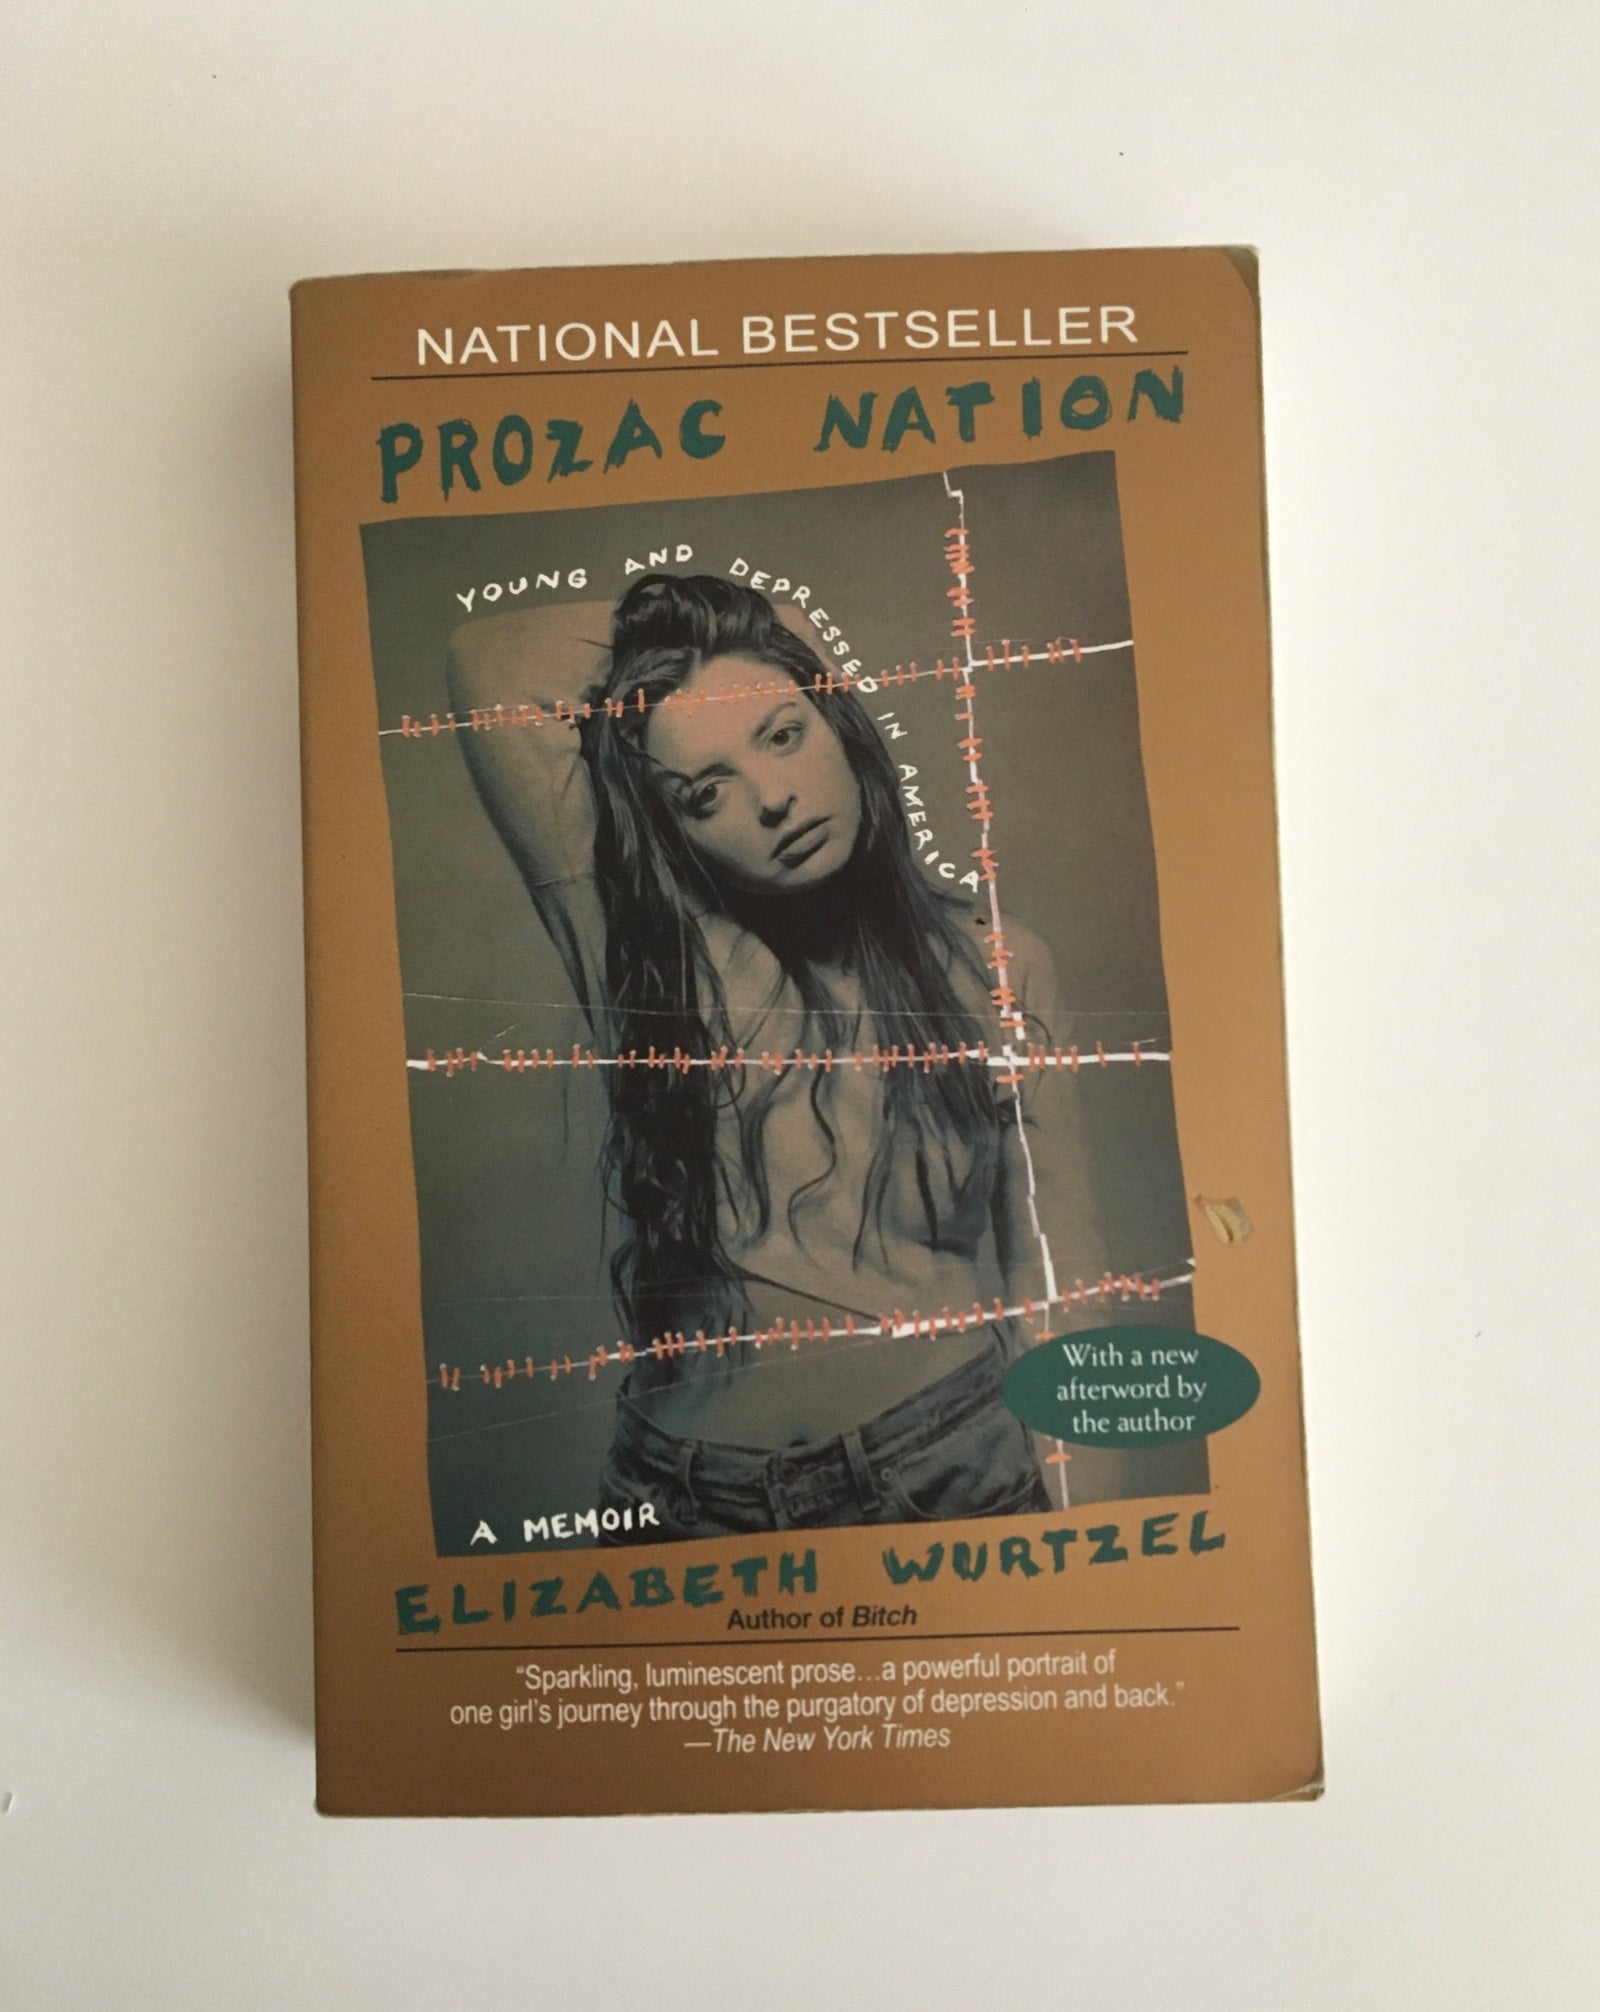 NATIONAL BESTSELLER
PROZAC NATION
YOUNG AND DEPRESSED IN AMERICA
With a new
afterword by
the author
A MEMOIR
ELIZABETH WURTZEL
Author of Bitch
“Sparkling, luminescent prose...a powerful portrait of
one girl’s journey through the purgatory of depression and back.”
—The New York Times